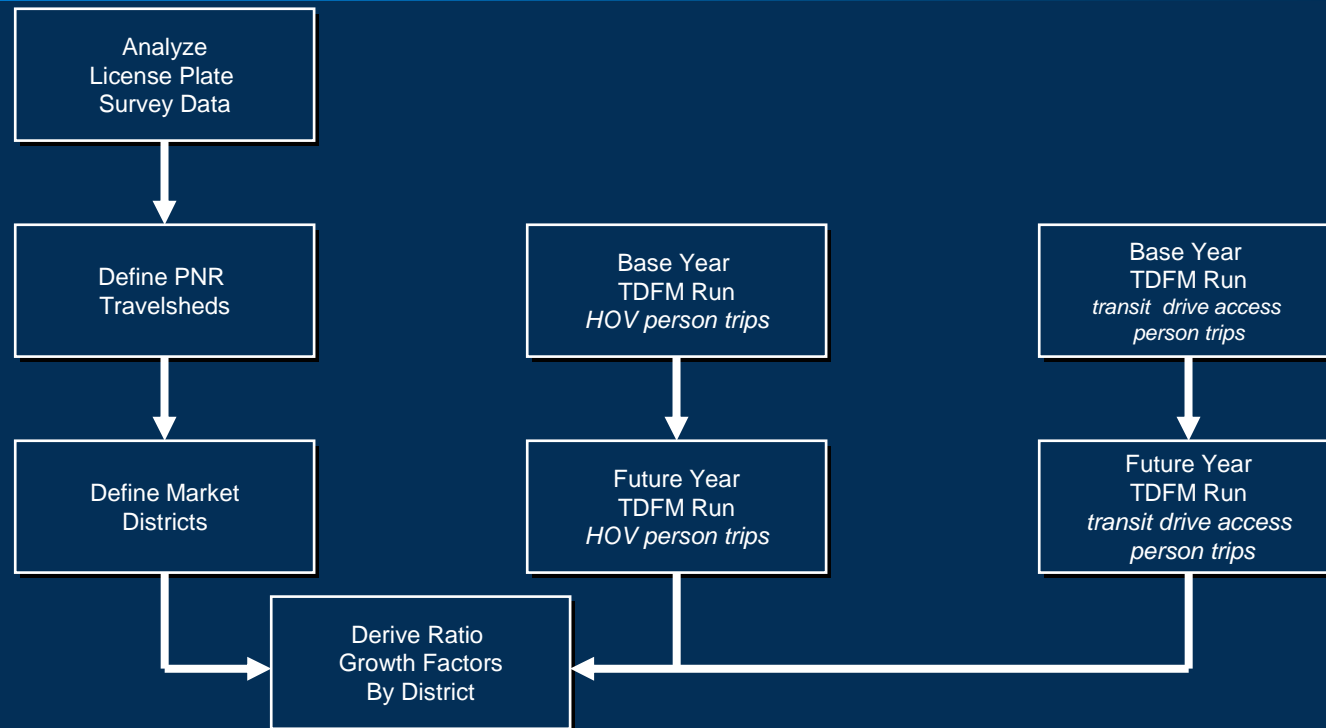 Analyze
License Plate
Survey Data
Define PNR
Travelsheds
Base Year
TDFM Run
HOV person trips
Base Year
TDFM Run
transit drive access
person trips
Define Market
Districts
Future Year
TDFM Run
HOV person trips
Future Year
TDFM Run
transit drive access
person trips
Derive Ratio
Growth Factors
By District